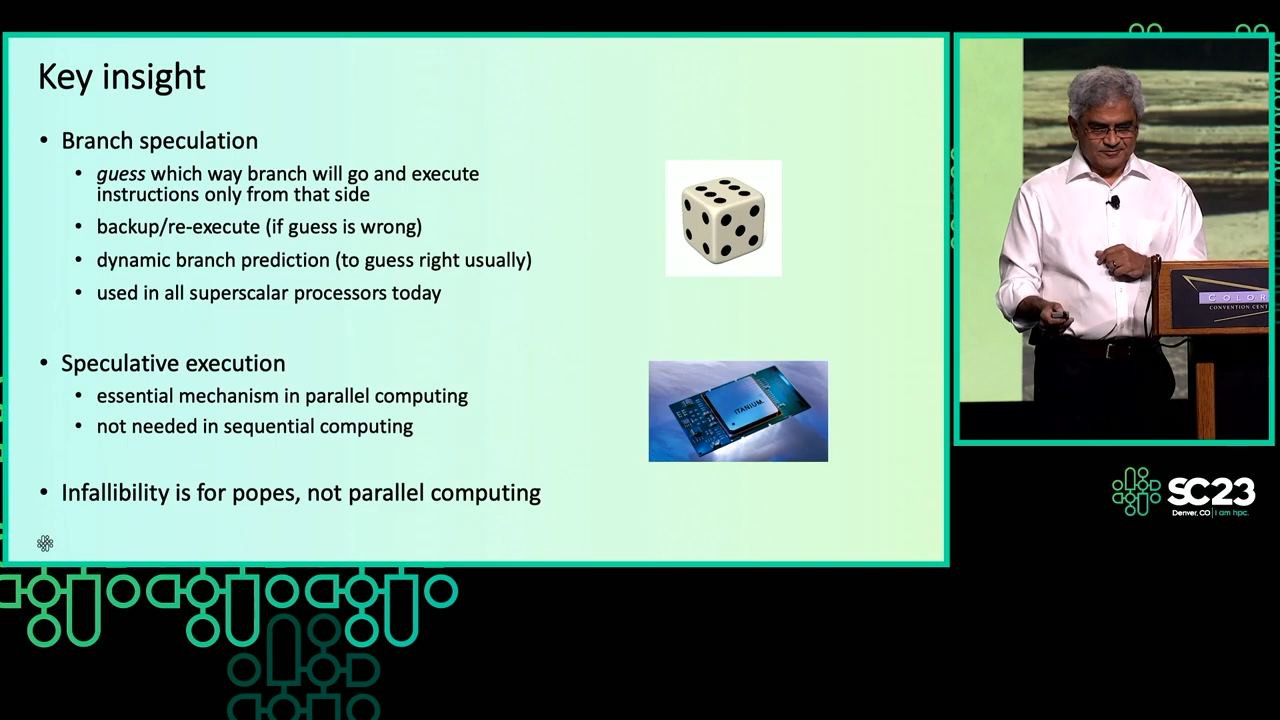 Key insight
• Branch speculation
• guess which way branch will go and execute
instructions only from that side
• backup/re-execute (if guess is wrong)
• dynamic branch prediction (to guess right usually)
• used in all superscalar processors today
• Speculative execution
• essential mechanism in parallel computing
• not needed in sequential computing
• Infallibility is for popes, not parallel computing
ITANIUM
COLOR
CONVENTION CENT
SC23
Denver, CO | I am hpc.